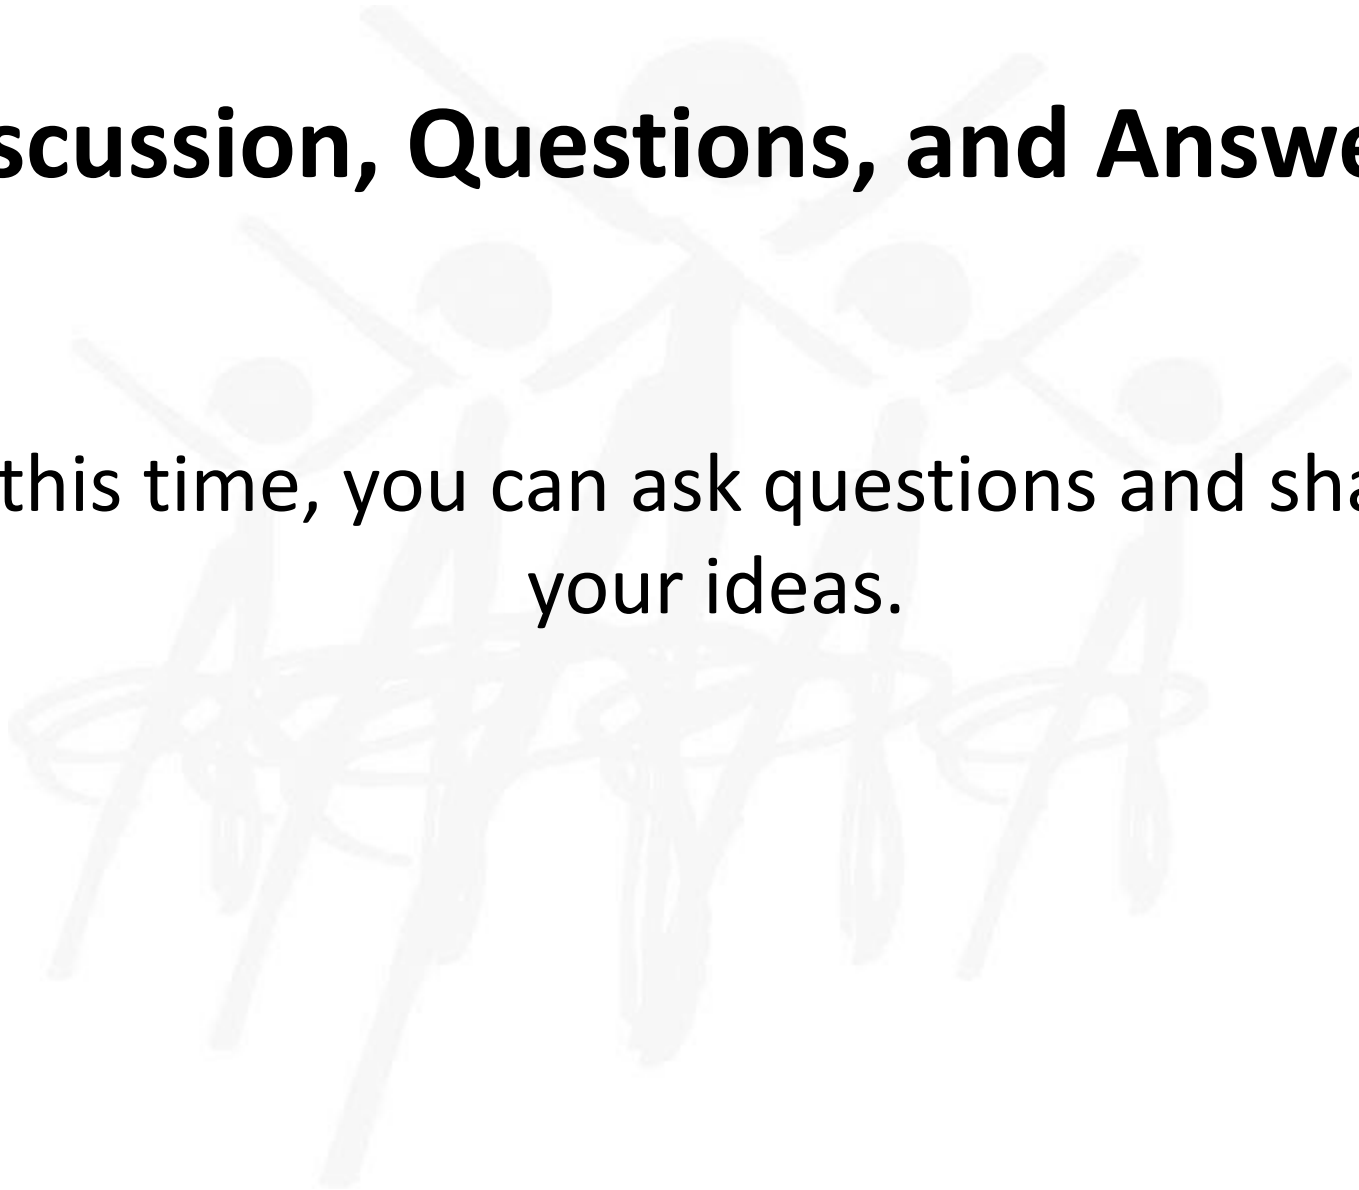 scussion, Questions, and Answe
this time, you can ask questions and sha
your ideas.